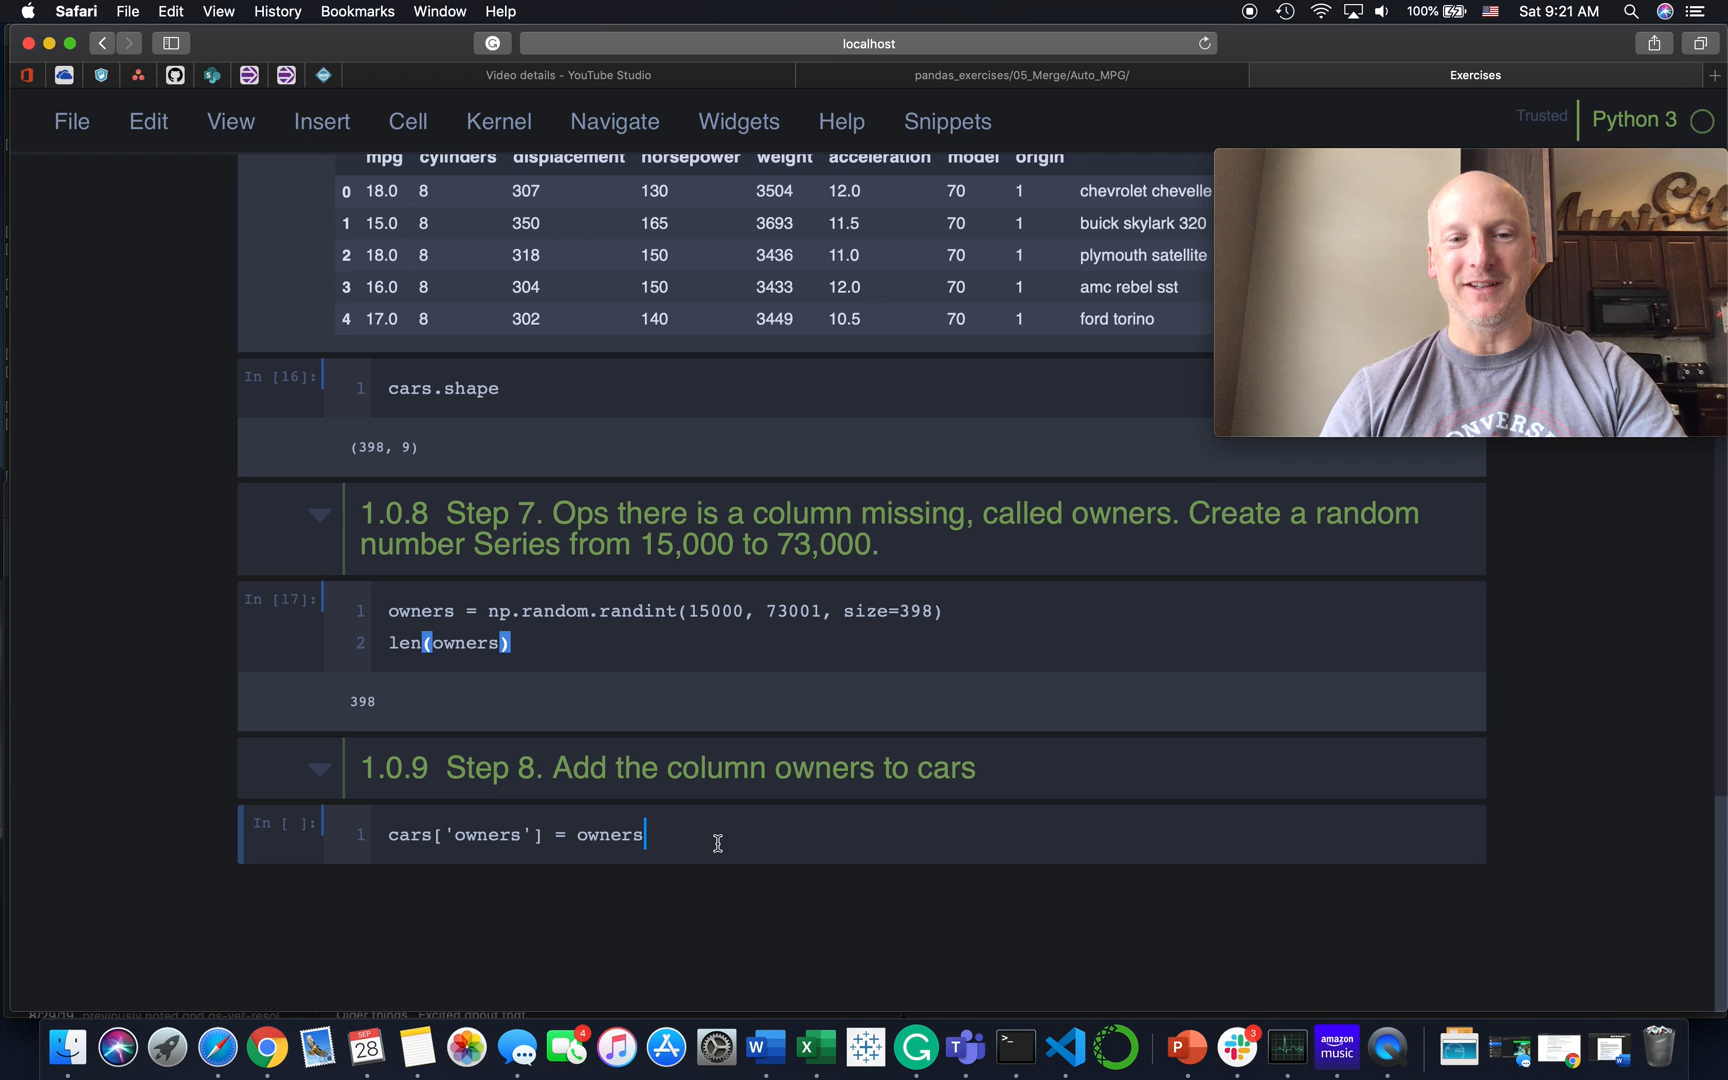 Safari File Edit View History Bookmarks Window Help
100% Sat 9:21 AM
localhost
Video details - YouTube Studio
pandas_exercises/05_Merge/Auto_MPG/
Exercises
File Edit View Insert Cell Kernel Navigate Widgets Help Snippets
Trusted Python 3
mpg cylinders displacement horsepower weight acceleration model origin
0 18.0 8 307 130 3504 12.0 70 1 chevrolet chevelle
1 15.0 8 350 165 3693 11.5 70 1 buick skylark 320
2 18.0 8 318 150 3436 11.0 70 1 plymouth satellite
3 16.0 8 304 150 3433 12.0 70 1 amc rebel sst
4 17.0 8 302 140 3449 10.5 70 1 ford torino
In [16]: 1 cars.shape
(398, 9)
1.0.8 Step 7. Ops there is a column missing, called owners. Create a random
number Series from 15,000 to 73,000.
In [17]: 1 owners = np.random.randint(15000, 73001, size=398)
2 len(owners)
398
1.0.9 Step 8. Add the column owners to cars
In [ ]: 1 cars['owners'] = owners
SEP
28
4
3
amazon
music